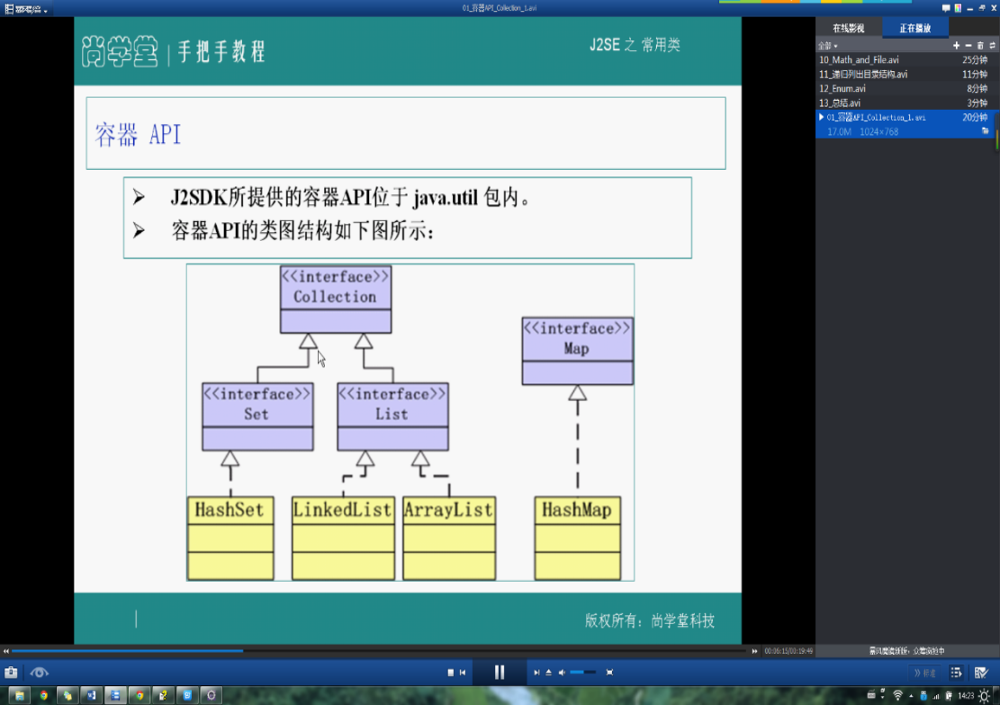 01_容器API_Collection_1.avi
尚学堂 | 手把手教程
J2SE 之 常用类
容器 API
J2SDK所提供的容器API位于 java.util 包内。
容器API的类图结构如下图所示:
<<interface>>
Collection
<<interface>>
Map
<<interface>>
Set
<<interface>>
List
HashSet
LinkedList
ArrayList
HashMap
版权所有: 尚学堂科技
在线影视
正在播放
全部
10_Math_and_File.avi 25分钟
11_递归列出目录结构.avi 11分钟
12_Enum.avi 8分钟
13_总结.avi 3分钟
01_容器API_Collection_1.avi 20分钟
17.0M 1024×768
00:06:15/00:19:49
14:23